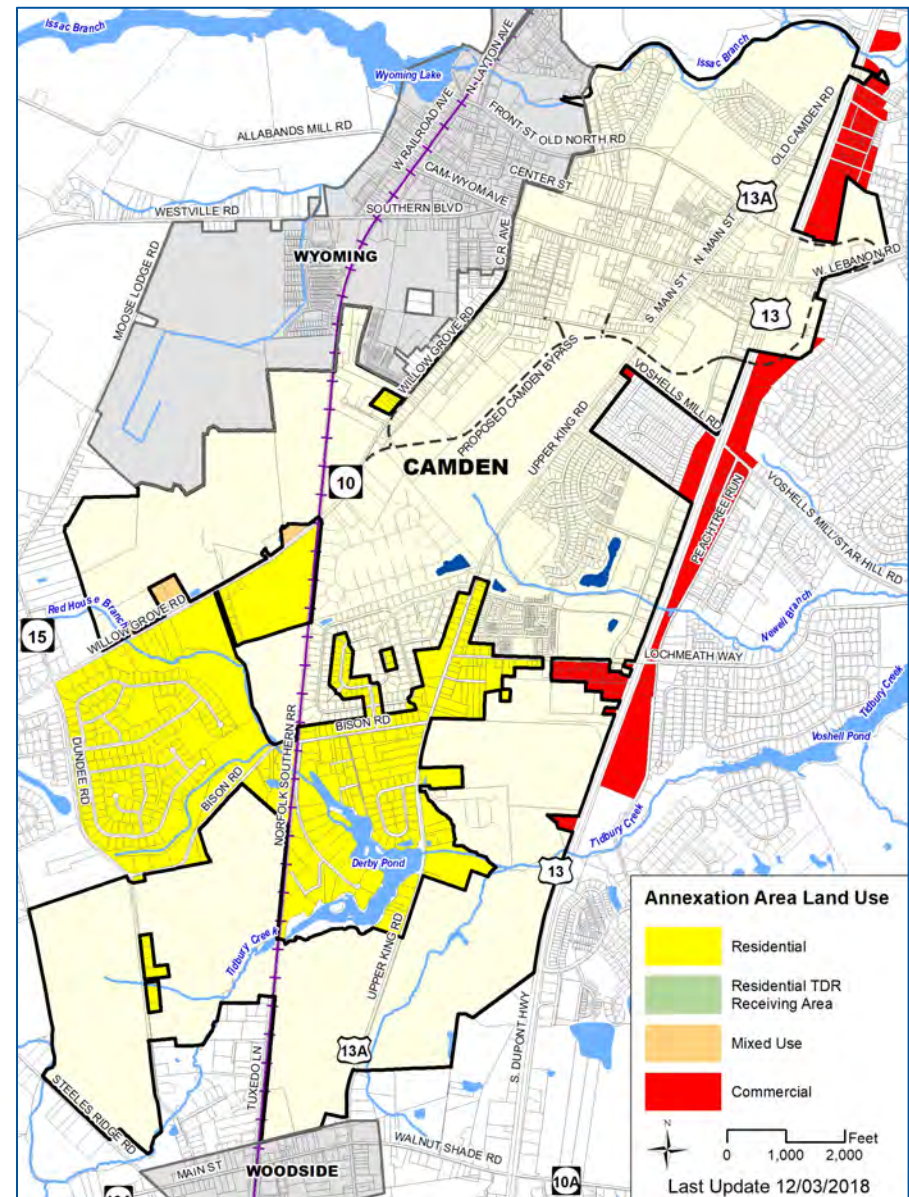 Issac Branch
Wyoming Lake
N. LAYTON AVE
Issac Branch
W RAILROAD AVE
FRONT ST
OLD NORTH RD
ALLABANDS MILL RD
OLD CAMDEN RD
CAM-WYOM AVE
CENTER ST
13A
WESTVILLE RD
SOUTHERN BLVD
N. MAIN ST
WYOMING
C.R. AVE
W. LEBANON RD
MOOSE LODGE RD
S. MAIN ST
13
WILLOW GROVE RD
PROPOSED CAMDEN BYPASS
VOSHELLS MILL RD
UPPER KING RD
CAMDEN
10
PEACHTREE RUN
VOSHELLS MILL/STAR HILL RD
Red House Branch
WILLOW GROVE RD
15
Newell Branch
LOCHMEATH WAY
Tidbury Creek
BISON RD
Voshell Pond
DUNDEE RD
BISON RD
NORFOLK SOUTHERN RR
Tidbury Creek
Derby Pond
13
Tidbury Creek
UPPER KING RD
S. DUPONT HWY
13A
TUXEDO LN
STEELES RIDGE RD
WALNUT SHADE RD
MAIN ST
WOODSIDE
10A
Annexation Area Land Use
Residential
Residential TDR
Receiving Area
Mixed Use
Commercial
N
0 1,000 2,000 Feet
Last Update 12/03/2018